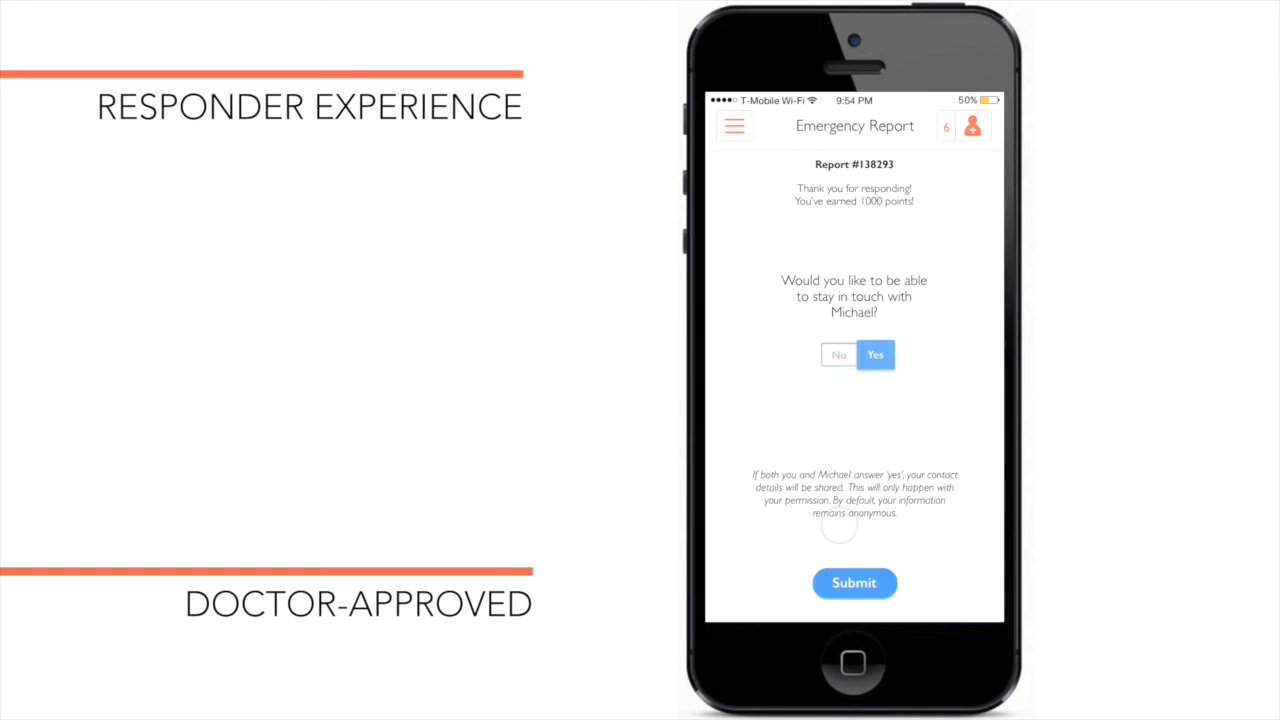 RESPONDER EXPERIENCE
DOCTOR-APPROVED
T-Mobile Wi-Fi 9:54 PM 50%
Emergency Report 6
Report #138293
Thank you for responding!
You've earned 1000 points!
Would you like to be able
to stay in touch with
Michael?
No Yes
If both you and Michael answer 'yes', your contact
details will be shared. This will only happen with
your permission. By default, your information
remains anonymous.
Submit